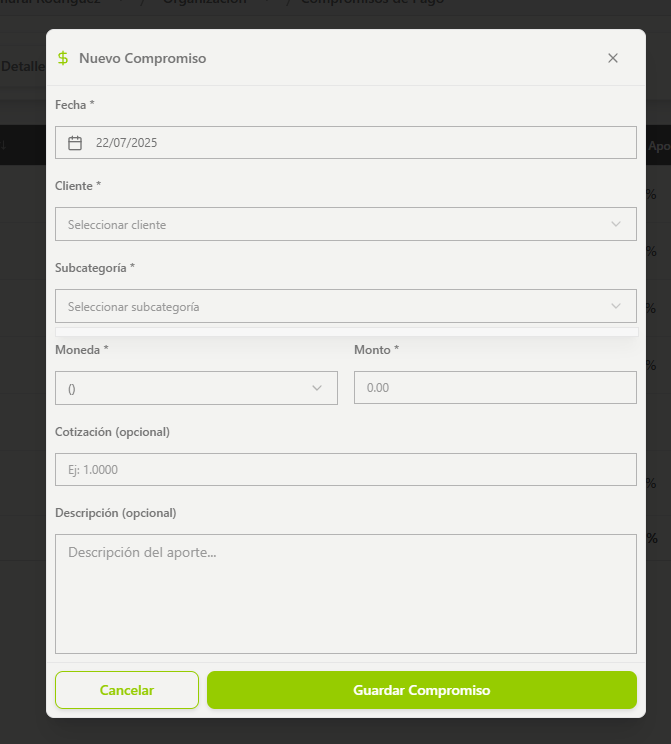 Organización / Compromisos de Pago
Detalle
$ Nuevo Compromiso
Fecha *
22/07/2025
Cliente *
Seleccionar cliente
Apo
%
%
Subcategoría *
Seleccionar subcategoría
%
Moneda *
Monto *
%
()
0.00
Cotización (opcional)
Ej: 1.0000
%
Descripción (opcional)
%
Descripción del aporte...
Cancelar
Guardar Compromiso